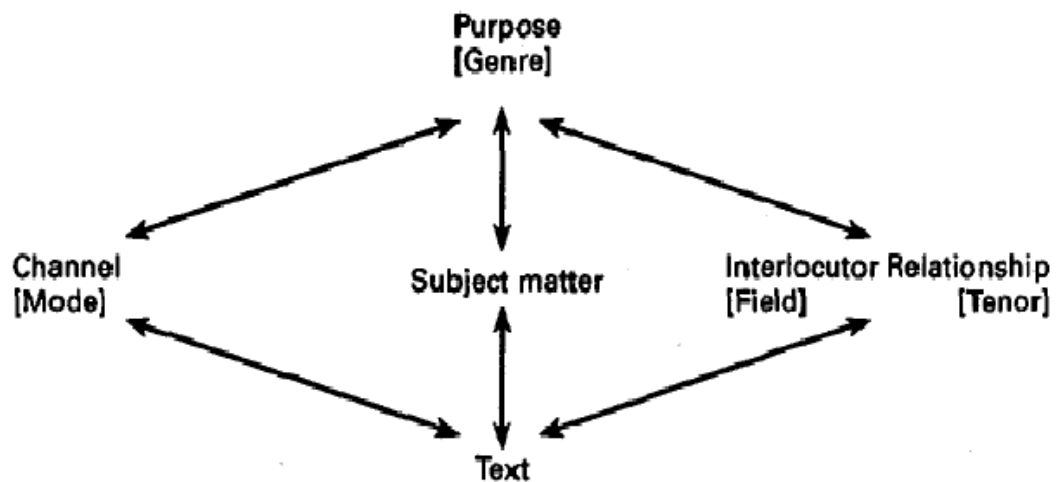 Purpose
[Genre]
Channel
[Mode]
Subject matter
Interlocutor Relationship
[Field] [Tenor]
Text